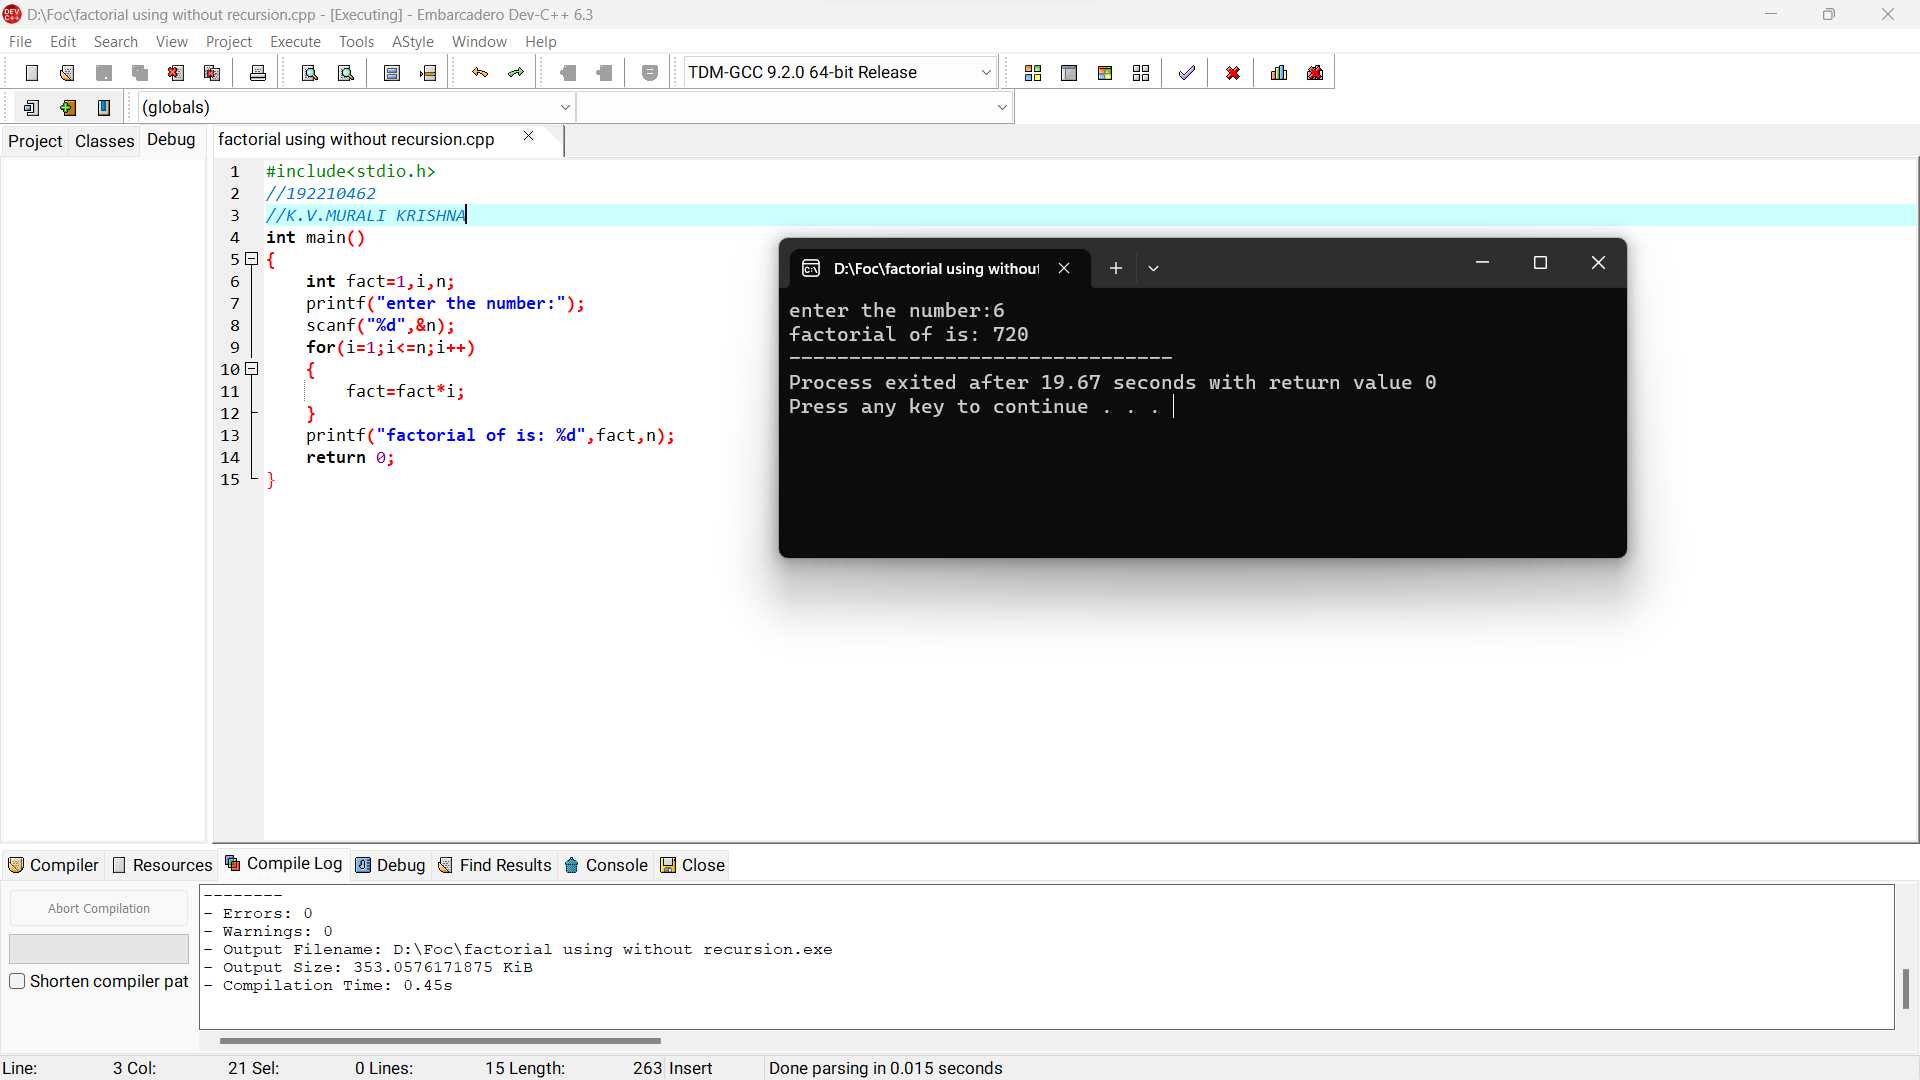 D:\Foc\factorial using without recursion.cpp - [Executing] - Embarcadero Dev-C++ 6.3
File Edit Search View Project Execute Tools AStyle Window Help
TDM-GCC 9.2.0 64-bit Release
(globals)
Project Classes Debug
factorial using without recursion.cpp
1 #include<stdio.h>
2 //192210462
3 //K.V.MURALI KRISHNA
4 int main()
5 {
6 int fact=1,i,n;
7 printf("enter the number:");
8 scanf("%d",&n);
9 for(i=1;i<=n;i++)
10 {
11 fact=fact*i;
12 }
13 printf("factorial of is: %d",fact,n);
14 return 0;
15 }
D:\Foc\factorial using withou
enter the number:6
factorial of is: 720
--------------------------------
Process exited after 19.67 seconds with return value 0
Press any key to continue . . .
Compiler Resources Compile Log Debug Find Results Console Close
Abort Compilation
Shorten compiler pat
--------
- Errors: 0
- Warnings: 0
- Output Filename: D:\Foc\factorial using without recursion.exe
- Output Size: 353.0576171875 KiB
- Compilation Time: 0.45s
Line: 3 Col: 21 Sel: 0 Lines: 15 Length: 263 Insert Done parsing in 0.015 seconds